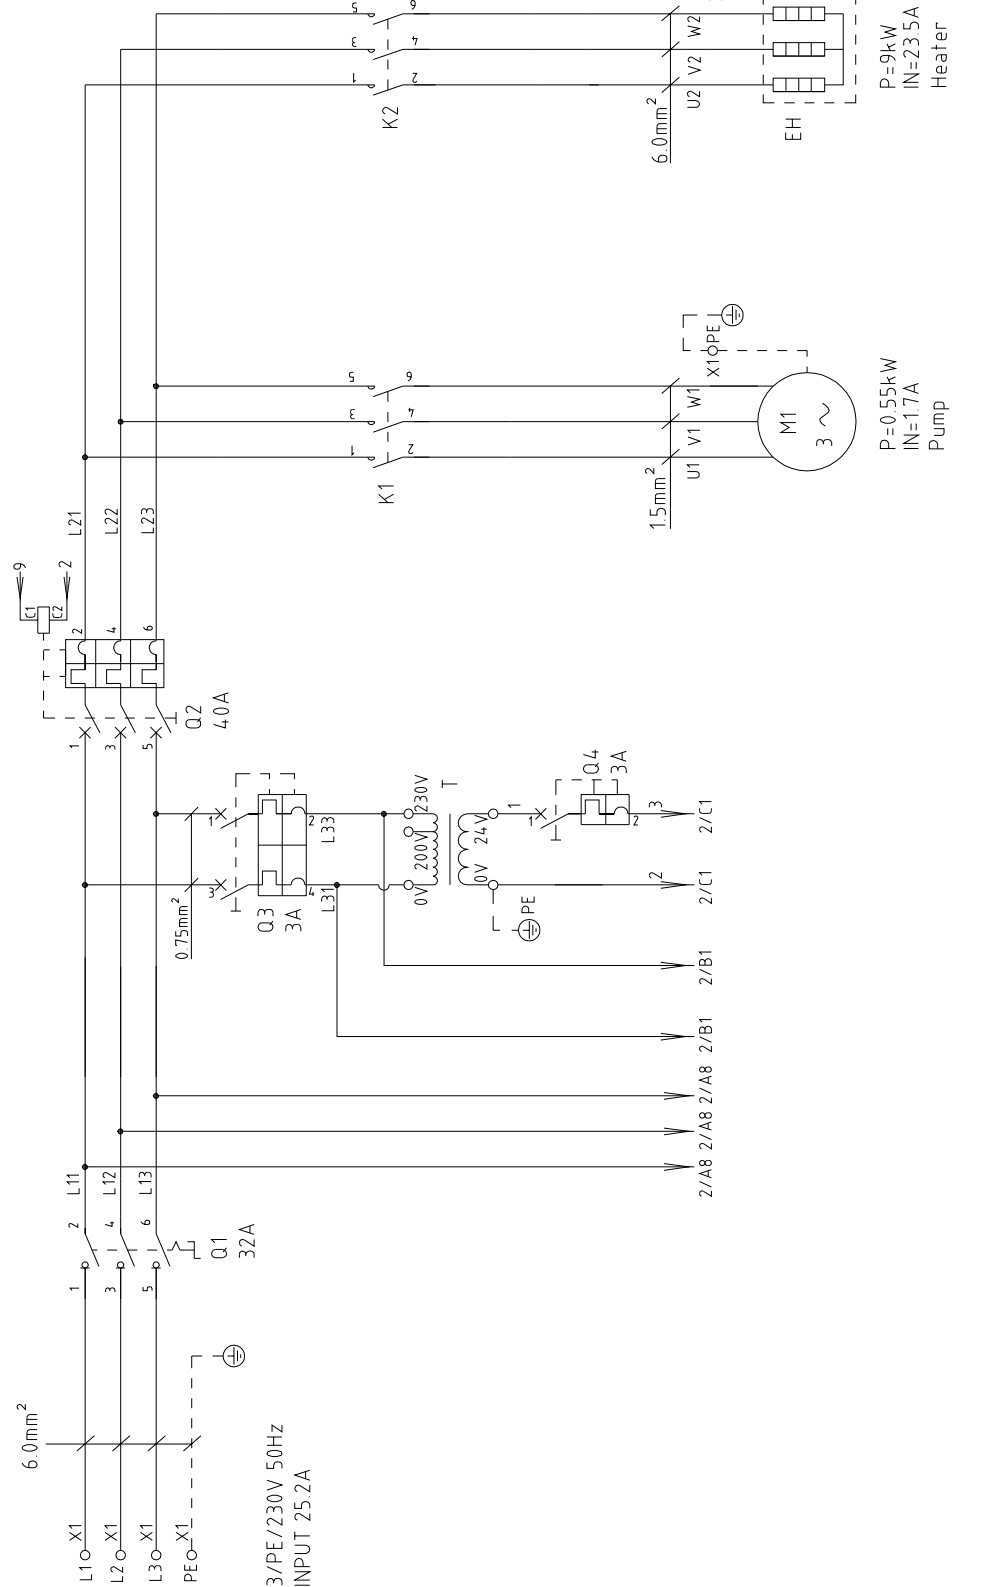 L1 X1
L2 X1
L3 X1
PE X1
6.0mm²
3/PE/230V 50Hz
INPUT 25.2A
1 2
3 4
5 6
Q1
32A
L11
L12
L13
2/A8
2/A8
2/A8
2/B1
2/B1
0.75mm²
3 4
1 2
Q3
3A
L31
L33
0V 200V 230V
T
0V 24V
PE
1
1 2
Q4
3A
2
3
2/C1
2/C1
1 2
3 4
5 6
Q2
40A
C1
C2
9
2
L21
L22
L23
1 2
3 4
5 6
K1
1.5mm²
U1 V1 W1
X1 PE
M1
3 ~
P=0.55kW
IN=1.7A
Pump
1 2
3 4
5 6
K2
6.0mm²
U2 V2 W2
EH
P=9kW
IN=23.5A
Heater